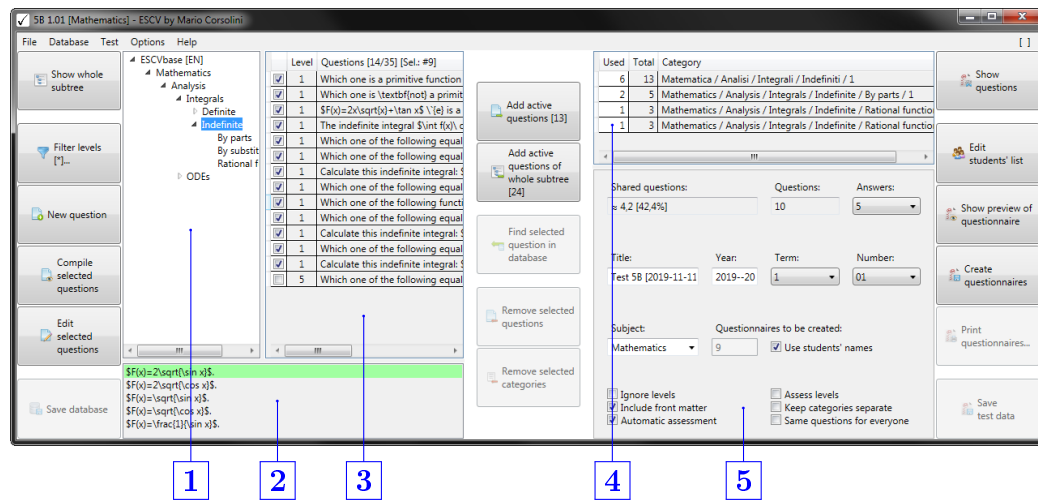 5B 1.01 [Mathematics] - ESCV by Mario Corsolini
File Database Test Options Help [ ]
Show whole
subtree
Filter levels
[*]...
New question
Compile
selected
questions
Edit
selected
questions
Save database
ESCVbase [EN]
Mathematics
Analysis
Integrals
Definite
Indefinite
By parts
By substit
Rational f
ODEs
Level Questions [14/35] [Sel.: #9]
1 Which one is a primitive function
1 Which one is \textbf{not} a primit
1 $F(x)=2x\sqrt{x}+\tan x$ \`{e} is a
1 The indefinite integral $\int f(x)\
1 Which one of the following equal
1 Calculate this indefinite integral: $
1 Which one of the following equal
1 Which one of the following functi
1 Which one of the following equal
1 Calculate this indefinite integral: $
1 Which one of the following equal
1 Calculate this indefinite integral: $
5 Which one of the following equal
$F(x)=2\sqrt{\sin x}$.
$F(x)=2\sqrt{\cos x}$.
$F(x)=\sqrt{\sin x}$.
$F(x)=\sqrt{\cos x}$.
$F(x)=\frac{1}{\sin x}$.
Add active
questions [13]
Add active
questions of
whole subtree
[24]
Find selected
question in
database
Remove selected
questions
Remove selected
categories
Used Total Category
6 13 Matematica / Analisi / Integrali / Indefiniti / 1
2 5 Mathematics / Analysis / Integrals / Indefinite / By parts / 1
1 3 Mathematics / Analysis / Integrals / Indefinite / Rational functio
1 3 Mathematics / Analysis / Integrals / Indefinite / Rational functio
Shared questions: Questions: Answers:
≈ 4,2 [42,4%] 10 5
Title: Year: Term: Number:
Test 5B [2019-11-11 2019--20 1 01
Subject: Questionnaires to be created:
Mathematics 9 Use students' names
Ignore levels Assess levels
Include front matter Keep categories separate
Automatic assessment Same questions for everyone
Show
questions
Edit
students' list
Show preview of
questionnaire
Create
questionnaires
Print
questionnaires...
Save
test data
1 2 3 4 5